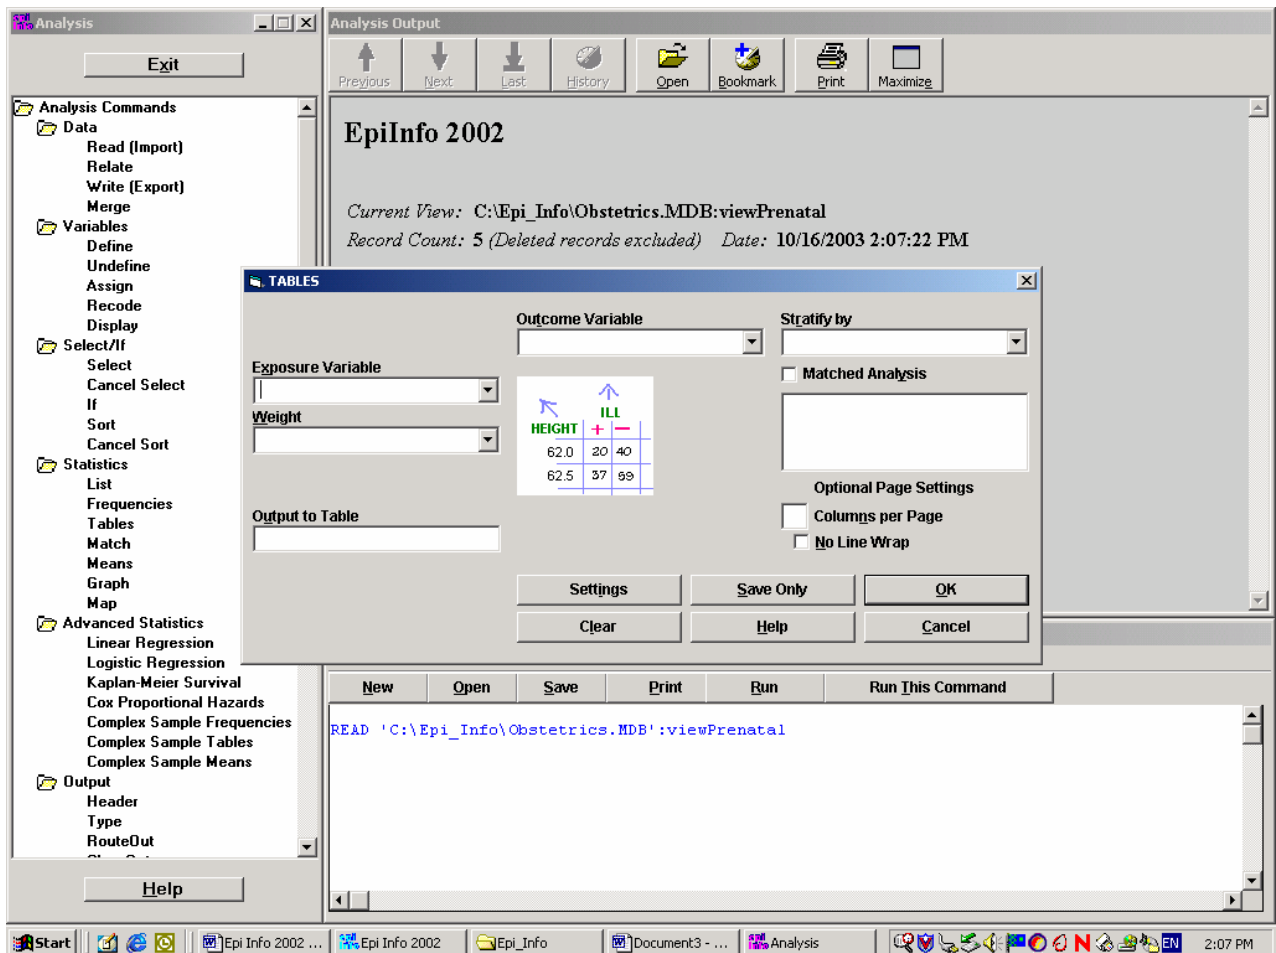 Analysis
Exit
Analysis Commands
Data
Read (Import)
Relate
Write (Export)
Merge
Variables
Define
Undefine
Assign
Recode
Display
Select/If
Select
Cancel Select
If
Sort
Cancel Sort
Statistics
List
Frequencies
Tables
Match
Means
Graph
Map
Advanced Statistics
Linear Regression
Logistic Regression
Kaplan-Meier Survival
Cox Proportional Hazards
Complex Sample Frequencies
Complex Sample Tables
Complex Sample Means
Output
Header
Type
RouteOut
Help
Analysis Output
Previous Next Last History Open Bookmark Print Maximize
EpiInfo 2002
Current View: C:\Epi_Info\Obstetrics.MDB:viewPrenatal
Record Count: 5 (Deleted records excluded) Date: 10/16/2003 2:07:22 PM
TABLES
Outcome Variable
Stratify by
Exposure Variable
Matched Analysis
Weight
ILL
HEIGHT + −
62.0 20 40
62.5 37 59
Optional Page Settings
Output to Table
Columns per Page
No Line Wrap
Settings Save Only OK
Clear Help Cancel
New Open Save Print Run Run This Command
READ 'C:\Epi_Info\Obstetrics.MDB':viewPrenatal
Start Epi Info 2002 ... Epi Info 2002 Epi_Info Document3 - ... Analysis EN 2:07 PM